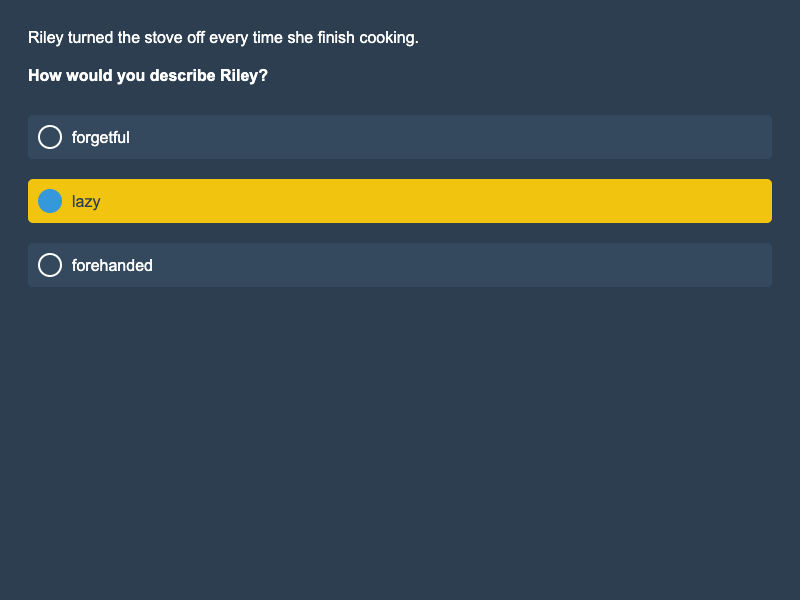 Riley turned the stove off every time she finish cooking.
How would you describe Riley?
forgetful
lazy
forehanded